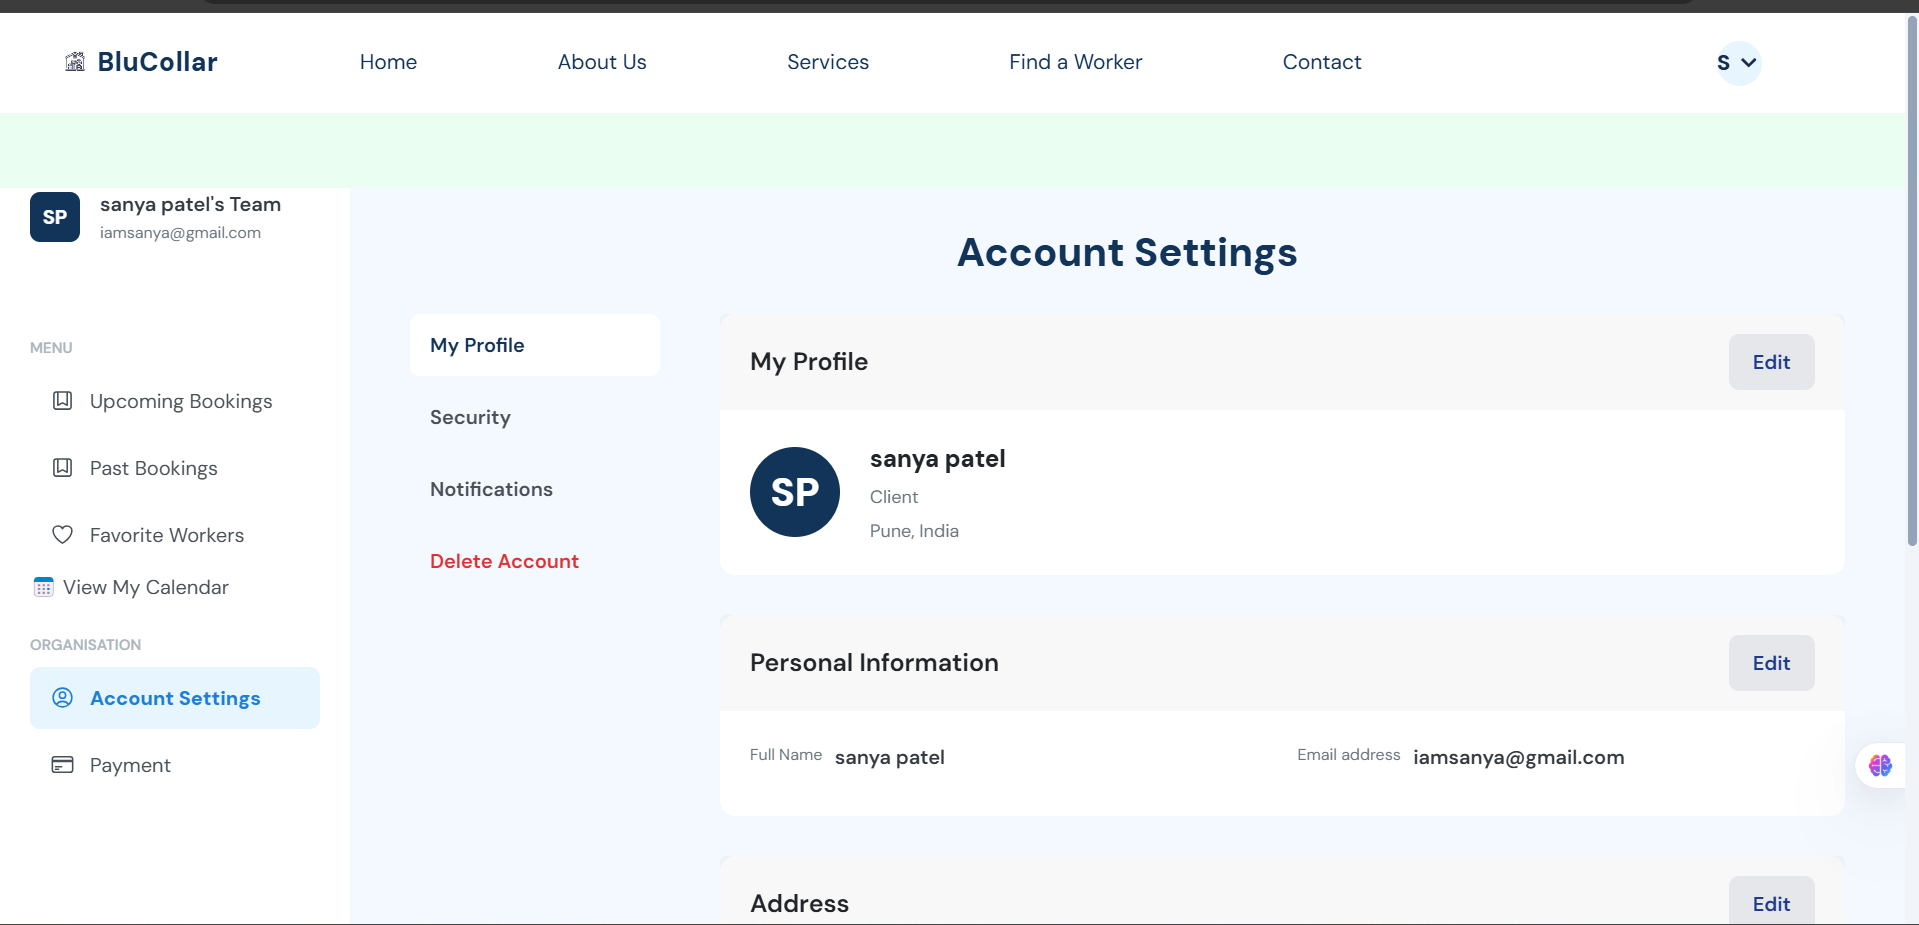 BluCollar
Home
About Us
Services
Find a Worker
Contact
S
SP
sanya patel's Team
iamsanya@gmail.com
MENU
Upcoming Bookings
Past Bookings
Favorite Workers
View My Calendar
ORGANISATION
Account Settings
Payment
Account Settings
My Profile
Security
Notifications
Delete Account
My Profile
Edit
SP
sanya patel
Client
Pune, India
Personal Information
Edit
Full Name sanya patel
Email address iamsanya@gmail.com
Address
Edit